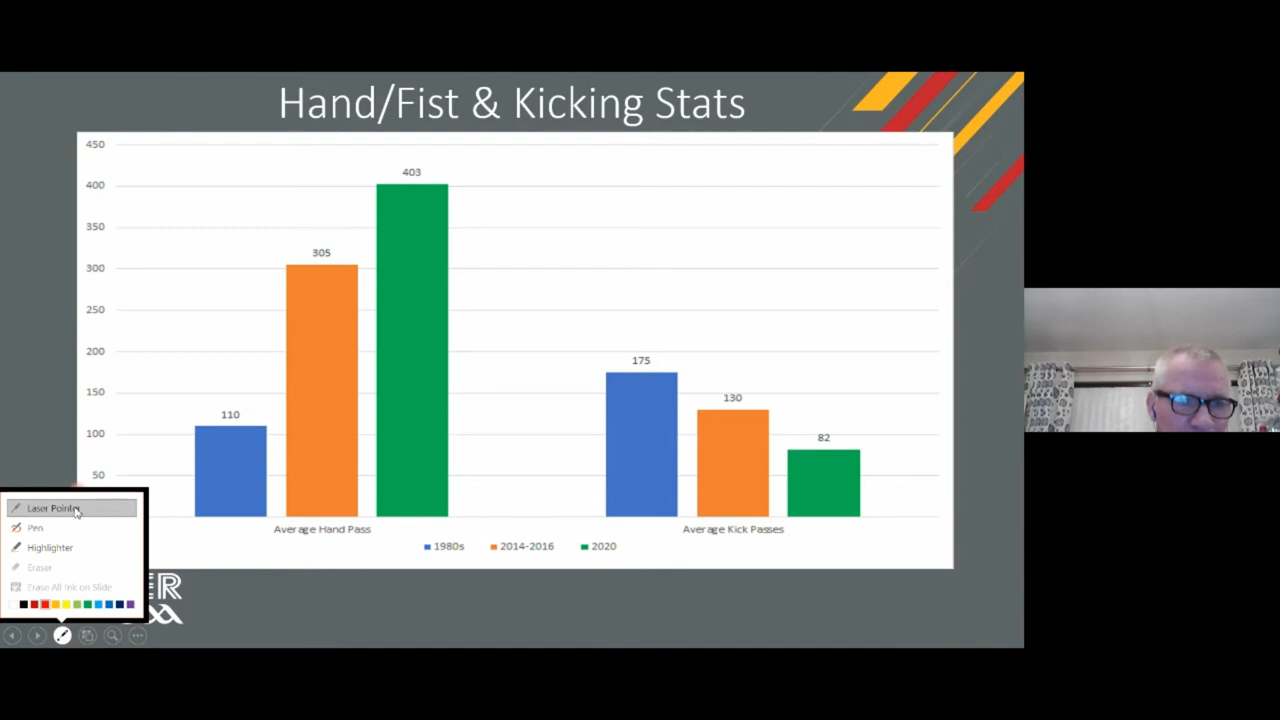 Hand/Fist & Kicking Stats
450
400
350
300
250
200
150
100
50
403
305
110
175
130
82
Average Hand Pass
Average Kick Passes
1980s 2014-2016 2020
Laser Pointer
Pen
Highlighter
Eraser
Erase All Ink on Slide
ER